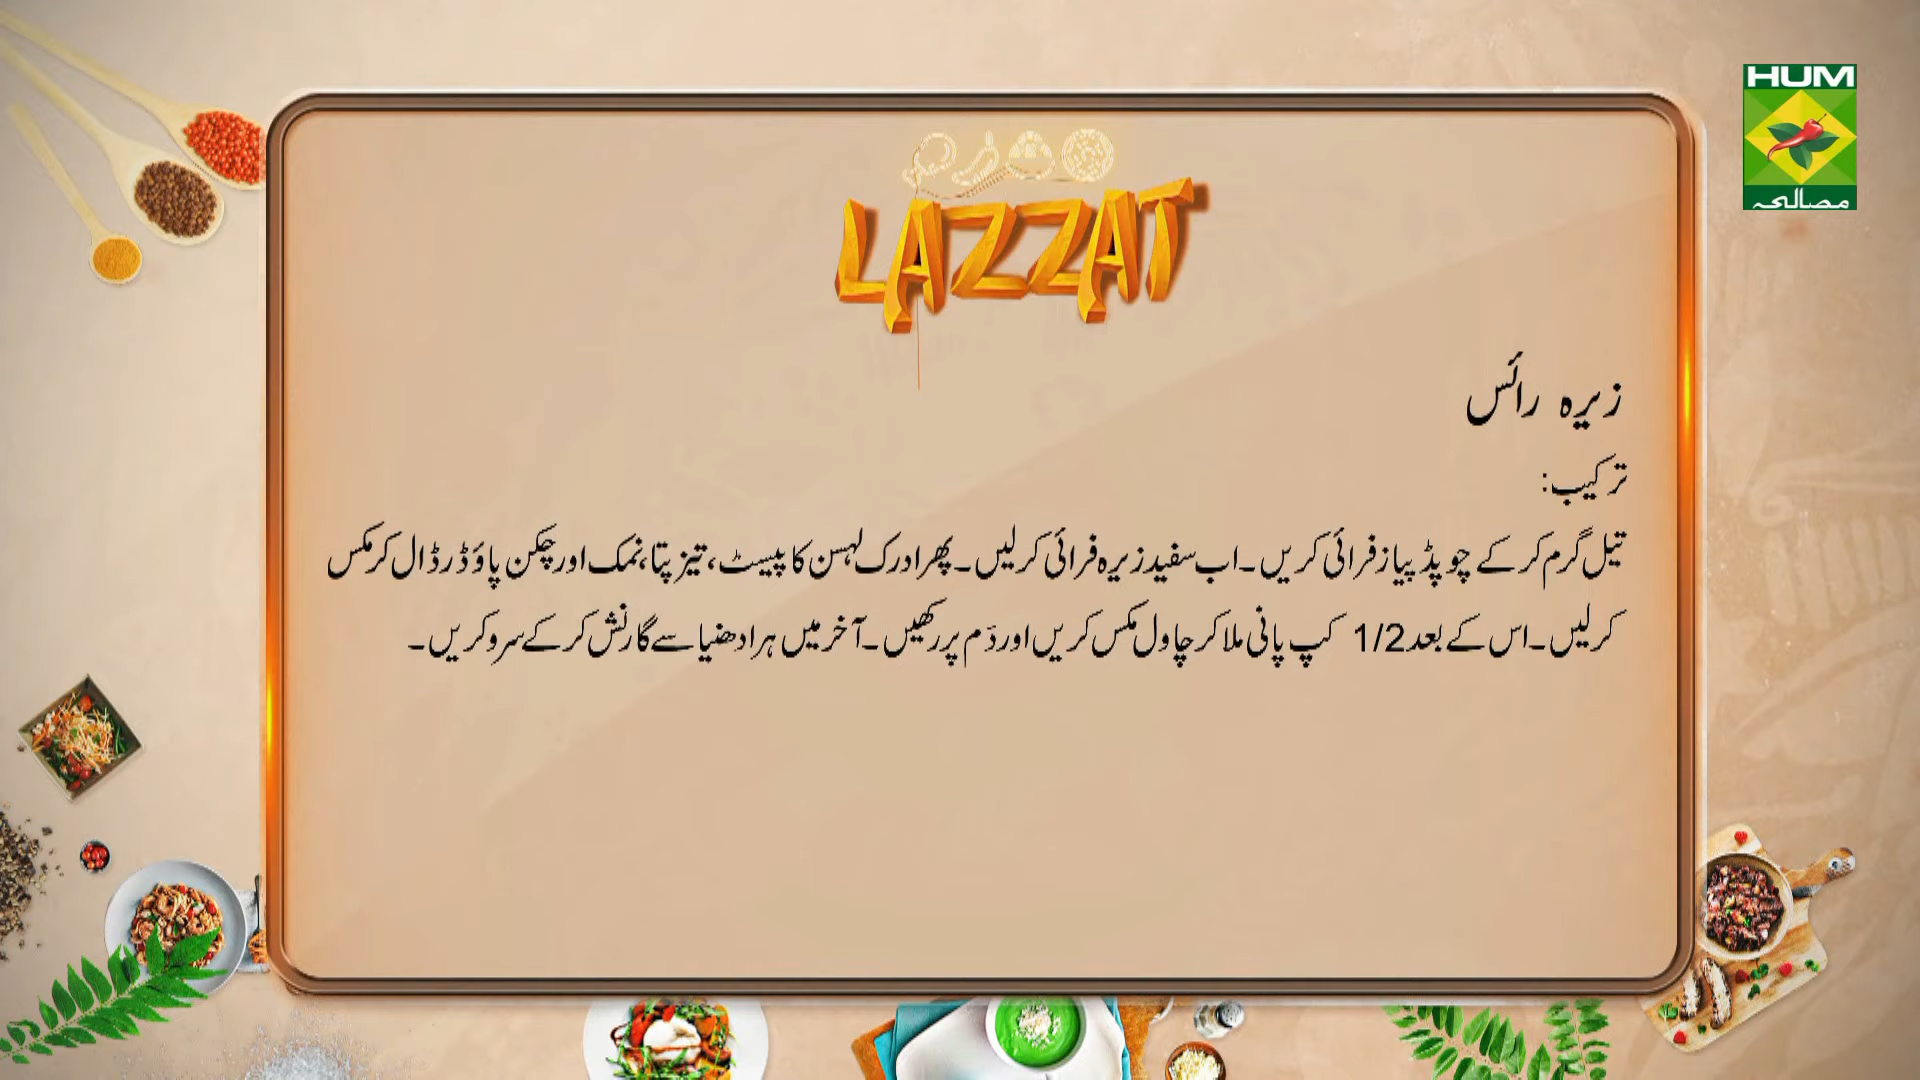 HUM
مصالحہ
LAZZAT
زیرہ رائس
ترکیب:
تیل گرم کر کے چوپڈ پیاز فرائی کریں۔ اب سفید زیرہ فرائی کرلیں۔ پھر ادرک لہسن کا پیسٹ، تیز پتا، نمک اور چکن پاؤڈر ڈال کر مکس
کرلیں۔ اس کے بعد 1/2 کپ پانی ملا کر چاول مکس کریں اور دَم پر رکھیں۔ آخر میں ہرا دھنیا سے گارنش کر کے سرو کریں۔